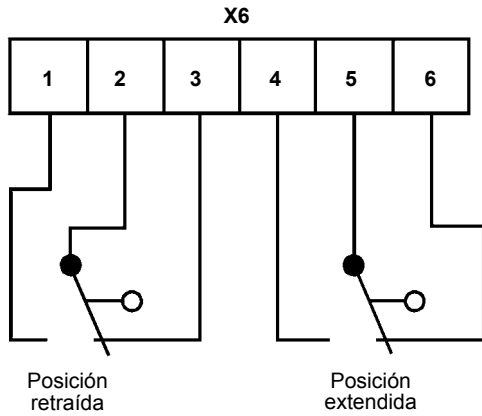 X6
1 2 3 4 5 6
Posición
retraída
Posición
extendida